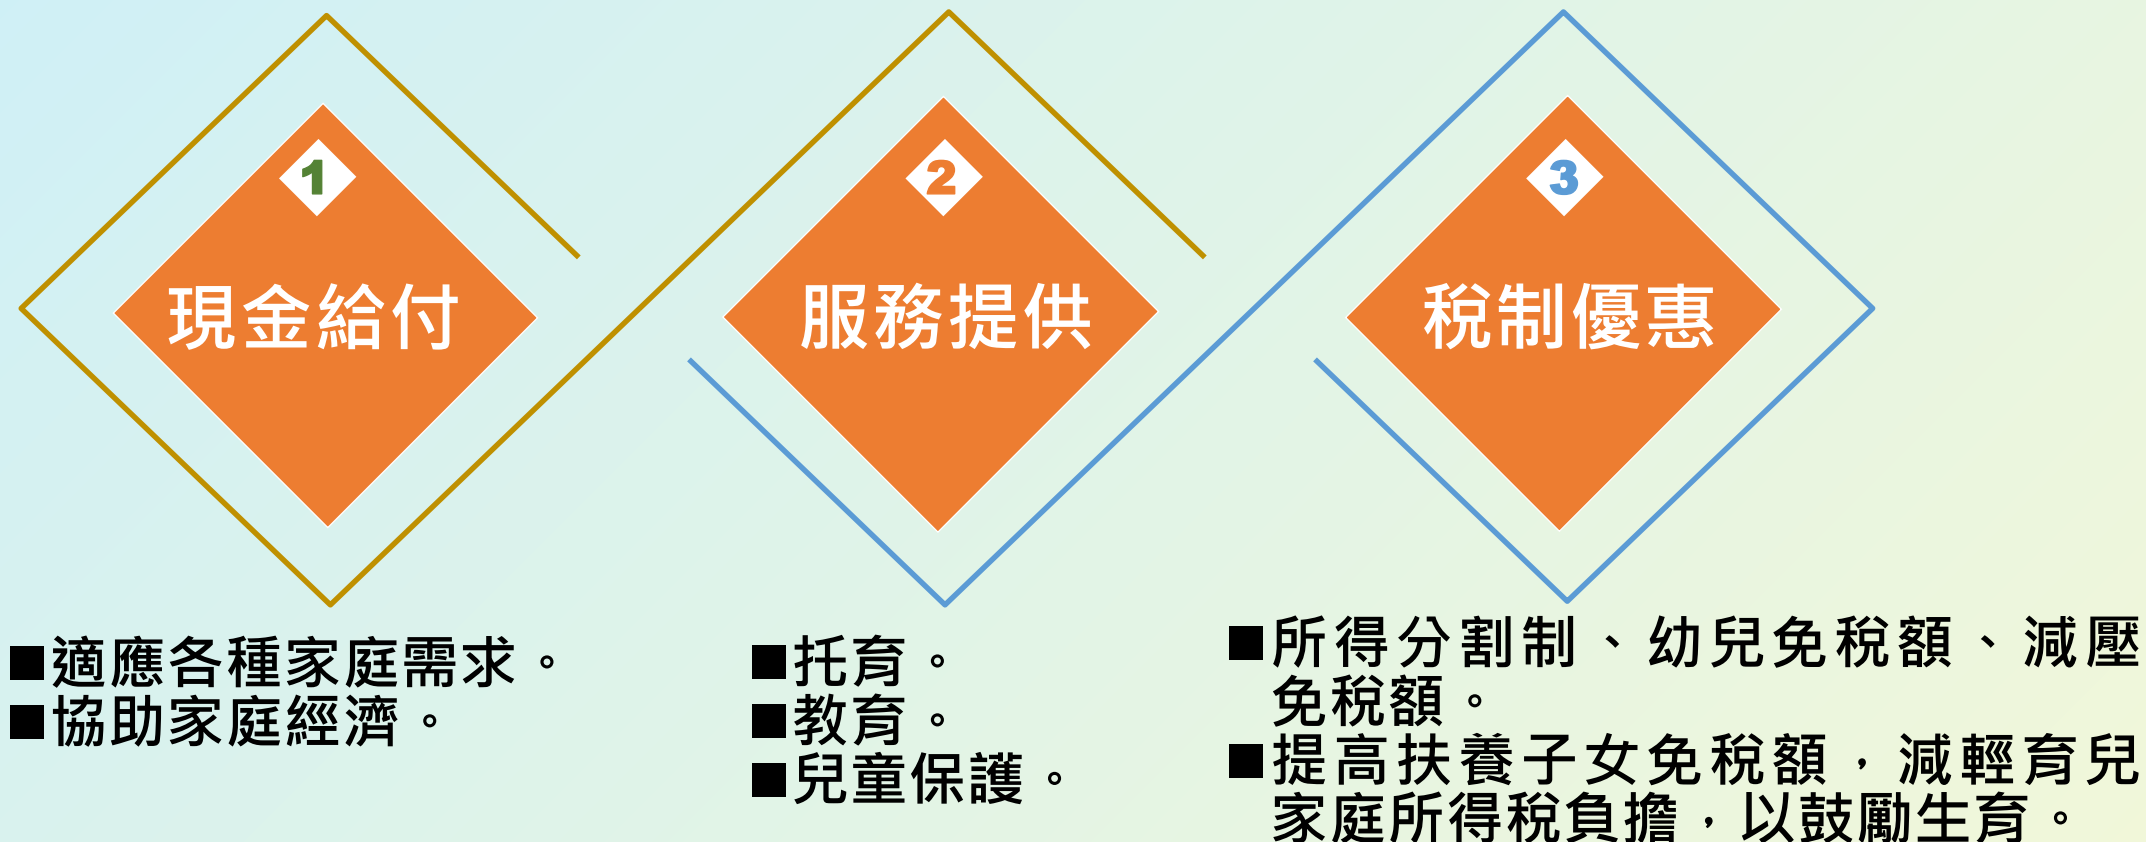 1
現金給付
■適應各種家庭需求。
■協助家庭經濟。
2
服務提供
■托育。
■教育。
■兒童保護。
3
稅制優惠
■所得分割制、幼兒免稅額、減壓
免稅額。
■提高扶養子女免稅額，減輕育兒
家庭所得稅負擔，以鼓勵生育。